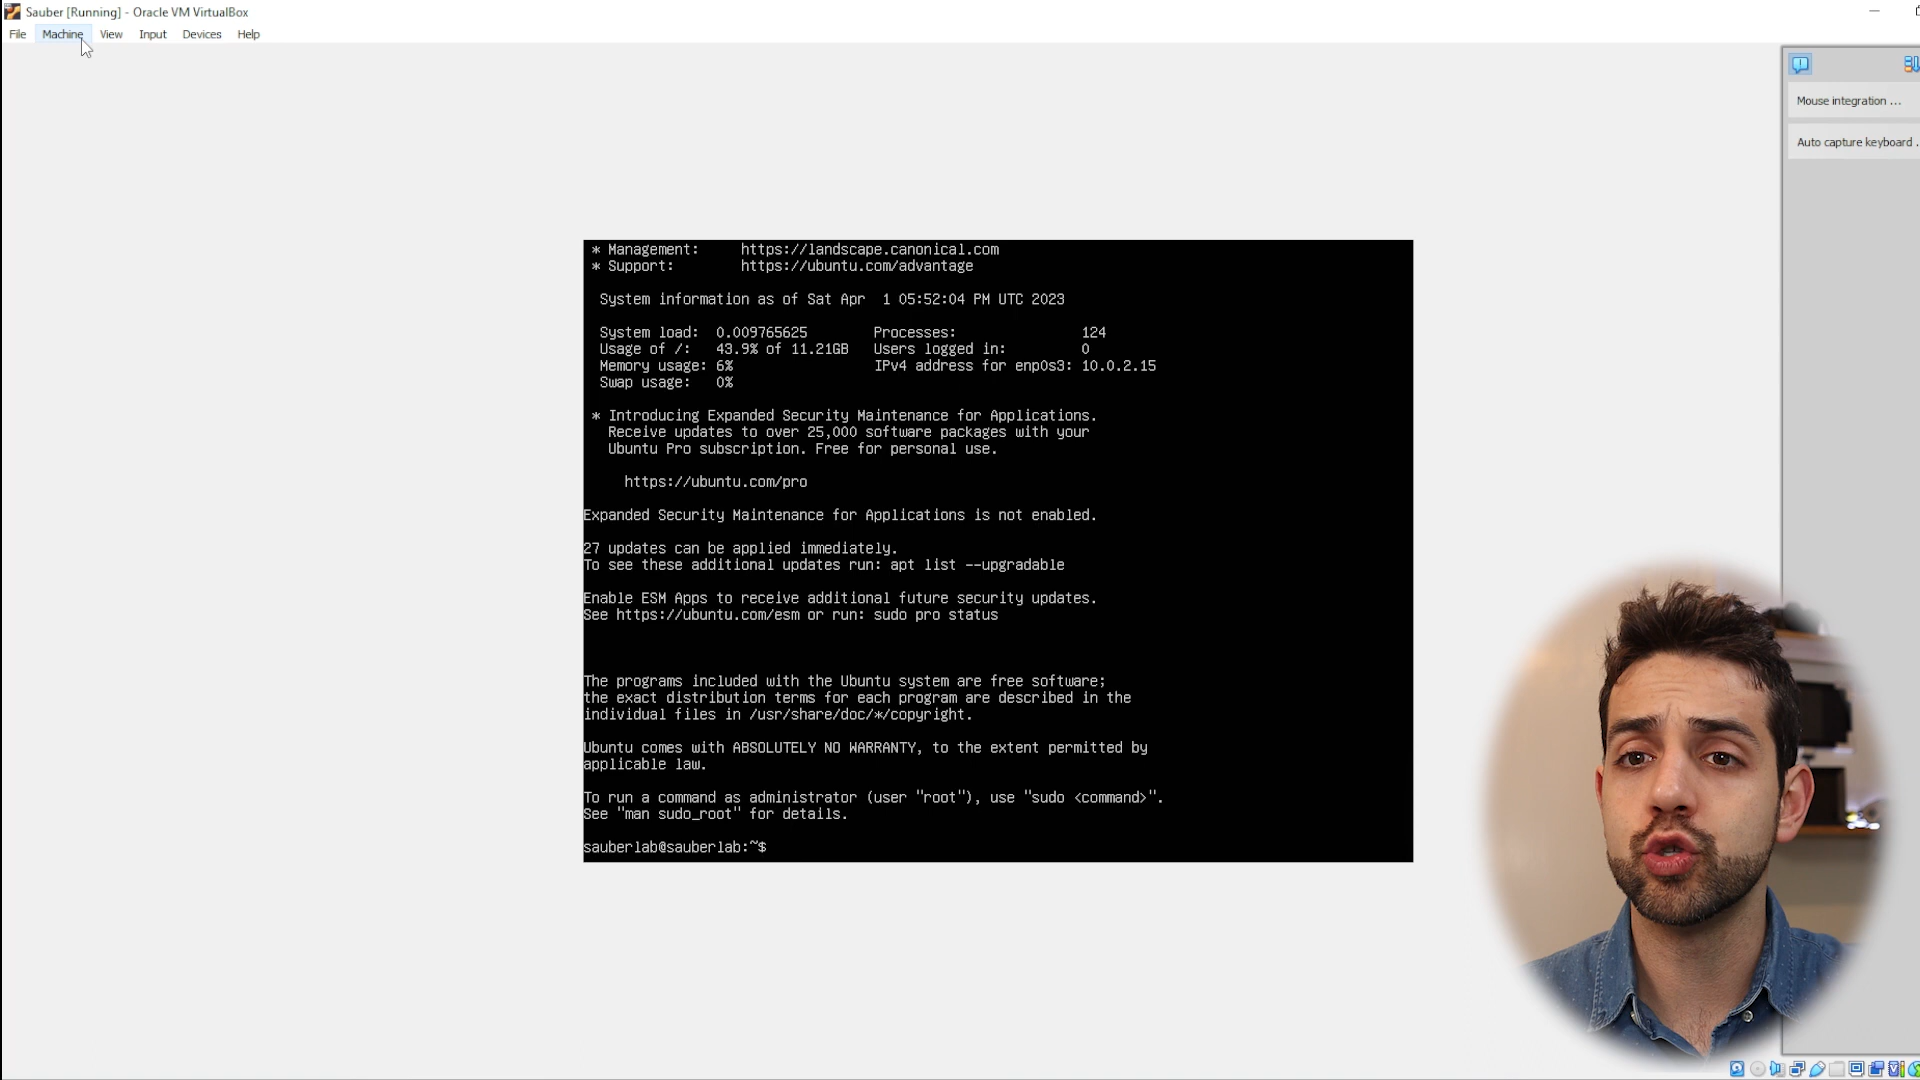 Sauber [Running] - Oracle VM VirtualBox
File Machine View Input Devices Help
Mouse integration ...
Auto capture keyboard .
* Management: https://landscape.canonical.com
* Support: https://ubuntu.com/advantage
System information as of Sat Apr 1 05:52:04 PM UTC 2023
System load: 0.009765625 Processes: 124
Usage of /: 43.9% of 11.21GB Users logged in: 0
Memory usage: 6% IPv4 address for enp0s3: 10.0.2.15
Swap usage: 0%
* Introducing Expanded Security Maintenance for Applications.
Receive updates to over 25,000 software packages with your
Ubuntu Pro subscription. Free for personal use.
https://ubuntu.com/pro
Expanded Security Maintenance for Applications is not enabled.
27 updates can be applied immediately.
To see these additional updates run: apt list --upgradable
Enable ESM Apps to receive additional future security updates.
See https://ubuntu.com/esm or run: sudo pro status
The programs included with the Ubuntu system are free software;
the exact distribution terms for each program are described in the
individual files in /usr/share/doc/*/copyright.
Ubuntu comes with ABSOLUTELY NO WARRANTY, to the extent permitted by
applicable law.
To run a command as administrator (user "root"), use "sudo <command>".
See "man sudo_root" for details.
sauberlab@sauberlab:~$